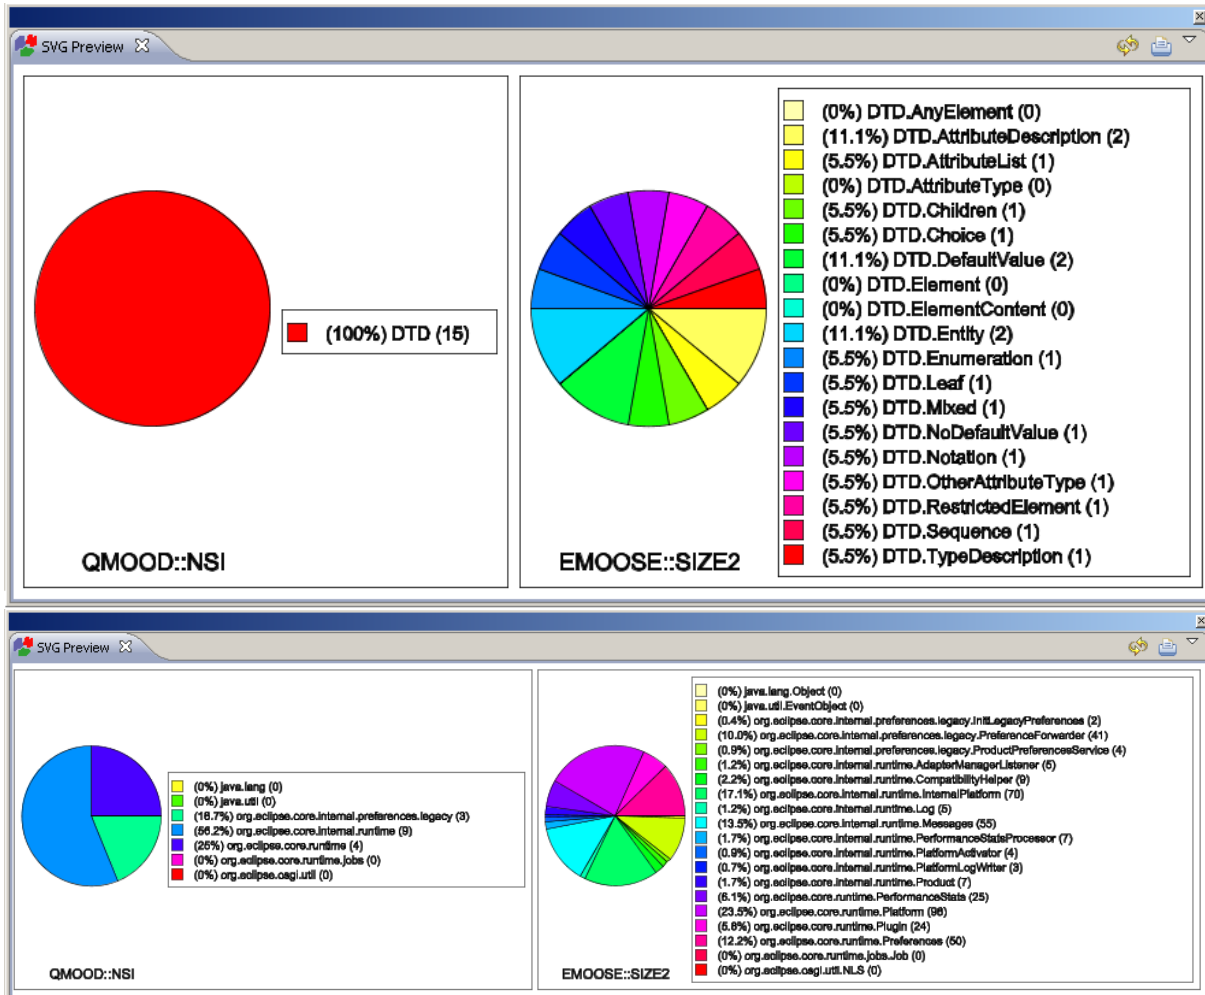 SVG Preview
(100%) DTD (15)
QMOOD::NSI
(0%) DTD.AnyElement (0)
(11.1%) DTD.AttributeDescription (2)
(5.5%) DTD.AttributeList (1)
(0%) DTD.AttributeType (0)
(5.5%) DTD.Children (1)
(5.5%) DTD.Choice (1)
(11.1%) DTD.DefaultValue (2)
(0%) DTD.Element (0)
(0%) DTD.ElementContent (0)
(11.1%) DTD.Entity (2)
(5.5%) DTD.Enumeration (1)
(5.5%) DTD.Leaf (1)
(5.5%) DTD.Mixed (1)
(5.5%) DTD.NoDefaultValue (1)
(5.5%) DTD.Notation (1)
(5.5%) DTD.OtherAttributeType (1)
(5.5%) DTD.RestrictedElement (1)
(5.5%) DTD.Sequence (1)
(5.5%) DTD.TypeDescription (1)
EMOOSE::SIZE2
SVG Preview
(0%) java.lang (0)
(0%) java.util (0)
(18.7%) org.eclipse.core.internal.preferences.legacy (3)
(56.2%) org.eclipse.core.internal.runtime (9)
(25%) org.eclipse.core.runtime (4)
(0%) org.eclipse.core.runtime.jobs (0)
(0%) org.eclipse.osgi.util (0)
QMOOD::NSI
(0%) java.lang.Object (0)
(0%) java.util.EventObject (0)
(0.4%) org.eclipse.core.internal.preferences.legacy.InitLegacyPreferences (2)
(10.0%) org.eclipse.core.internal.preferences.legacy.PreferenceForwarder (41)
(0.9%) org.eclipse.core.internal.preferences.legacy.ProductPreferencesService (4)
(1.2%) org.eclipse.core.internal.runtime.AdapterManagerListener (5)
(2.2%) org.eclipse.core.internal.runtime.CompatibilityHelper (9)
(17.1%) org.eclipse.core.internal.runtime.InternalPlatform (70)
(1.2%) org.eclipse.core.internal.runtime.Log (5)
(13.5%) org.eclipse.core.internal.runtime.Messages (55)
(1.7%) org.eclipse.core.internal.runtime.PerformanceStatsProcessor (7)
(0.9%) org.eclipse.core.internal.runtime.PlatformActivator (4)
(0.7%) org.eclipse.core.internal.runtime.PlatformLogWriter (3)
(1.7%) org.eclipse.core.internal.runtime.Product (7)
(6.1%) org.eclipse.core.runtime.PerformanceStats (25)
(23.5%) org.eclipse.core.runtime.Platform (96)
(5.8%) org.eclipse.core.runtime.Plugin (24)
(12.2%) org.eclipse.core.runtime.Preferences (50)
(0%) org.eclipse.core.runtime.jobs.Job (0)
(0%) org.eclipse.osgi.util.NLS (0)
EMOOSE::SIZE2